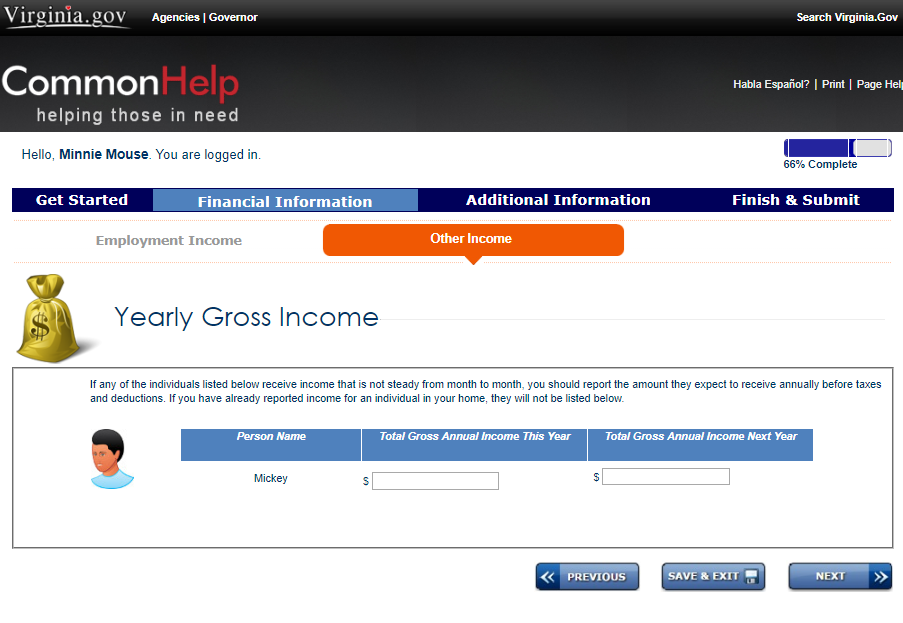 Virginia.gov Agencies | Governor Search Virginia.Gov
CommonHelp
helping those in need
Habla Español? | Print | Page Help
Hello, Minnie Mouse. You are logged in.
66% Complete
Get Started Financial Information Additional Information Finish & Submit
Employment Income Other Income
$
Yearly Gross Income
If any of the individuals listed below receive income that is not steady from month to month, you should report the amount they expect to receive annually before taxes
and deductions. If you have already reported income for an individual in your home, they will not be listed below.
Person Name Total Gross Annual Income This Year Total Gross Annual Income Next Year
Mickey $ $
PREVIOUS SAVE & EXIT NEXT